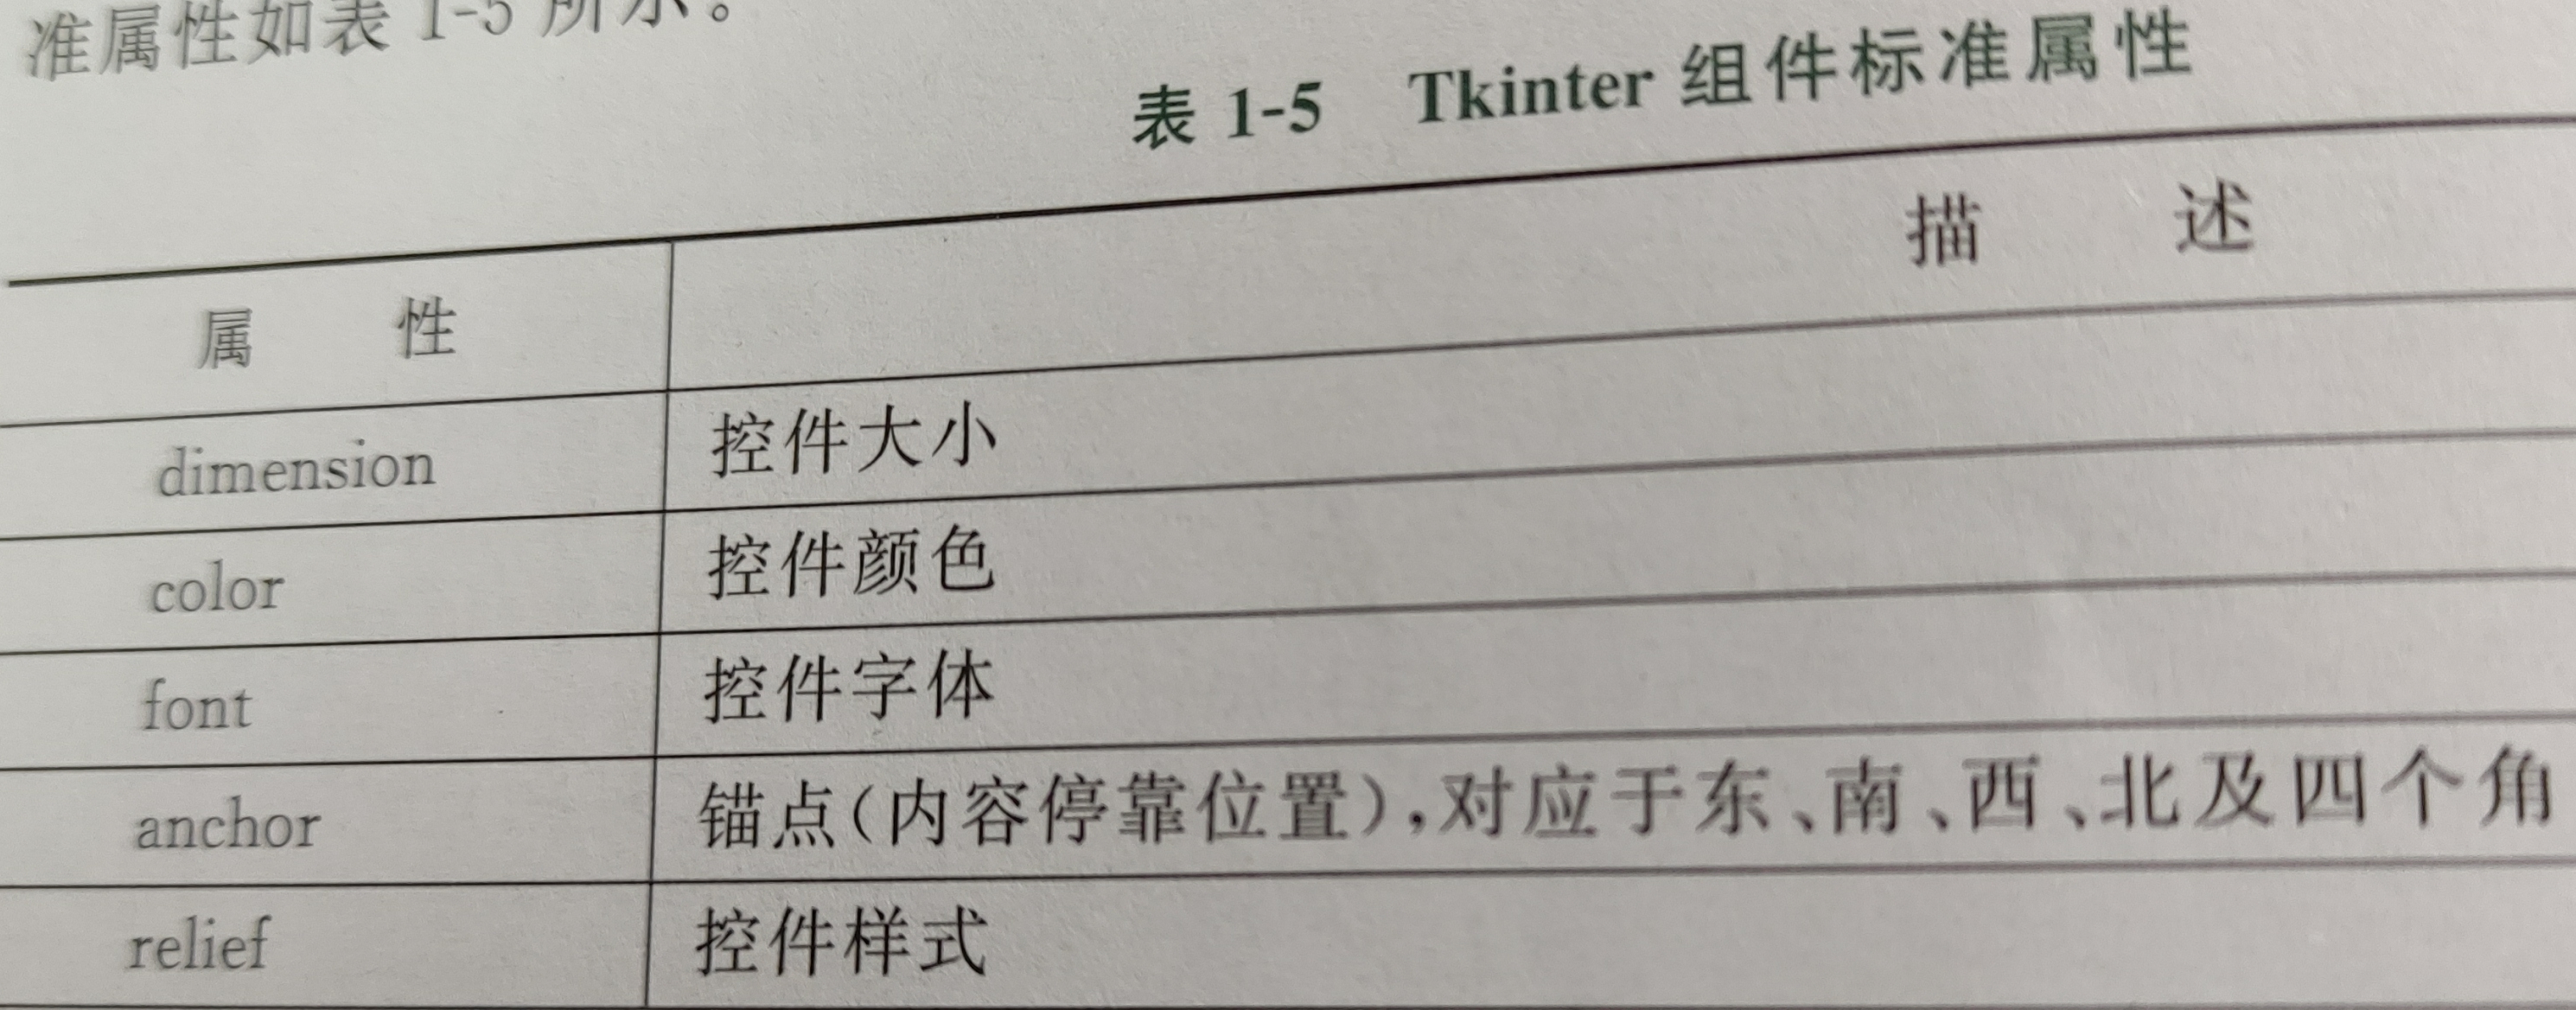 准属性如表 1-5 所示。
表 1-5 Tkinter 组件标准属性
属 性 描 述
dimension 控件大小
color 控件颜色
font 控件字体
anchor 锚点(内容停靠位置),对应于东、南、西、北及四个角
relief 控件样式